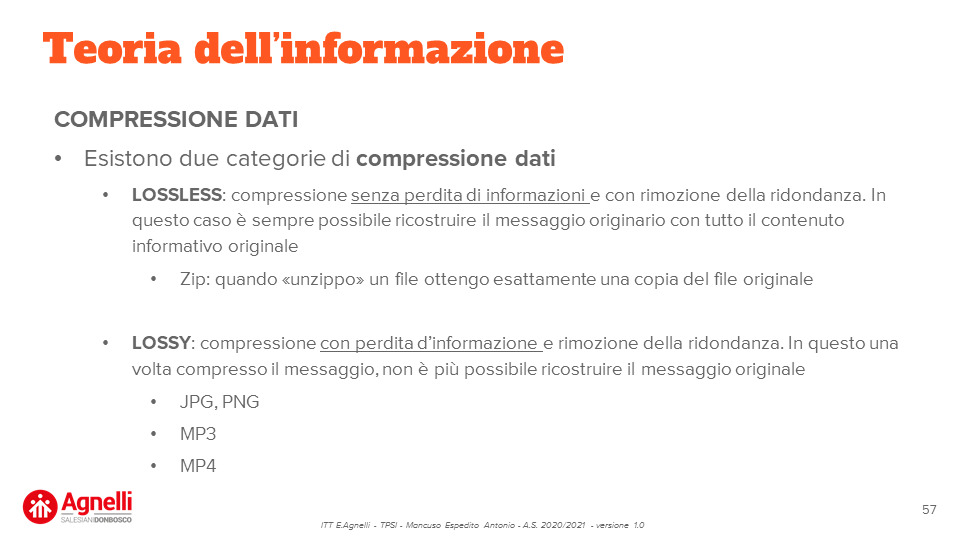 Teoria dell’informazione
COMPRESSIONE DATI
• Esistono due categorie di compressione dati
• LOSSLESS: compressione senza perdita di informazioni e con rimozione della ridondanza. In
questo caso è sempre possibile ricostruire il messaggio originario con tutto il contenuto
informativo originale
• Zip: quando «unzippo» un file ottengo esattamente una copia del file originale
• LOSSY: compressione con perdita d’informazione e rimozione della ridondanza. In questo una
volta compresso il messaggio, non è più possibile ricostruire il messaggio originale
• JPG, PNG
• MP3
• MP4
Agnelli
SALESIANIDONBOSCO
ITT E.Agnelli - TPSI - Mancuso Espedito Antonio - A.S. 2020/2021 - versione 1.0
57